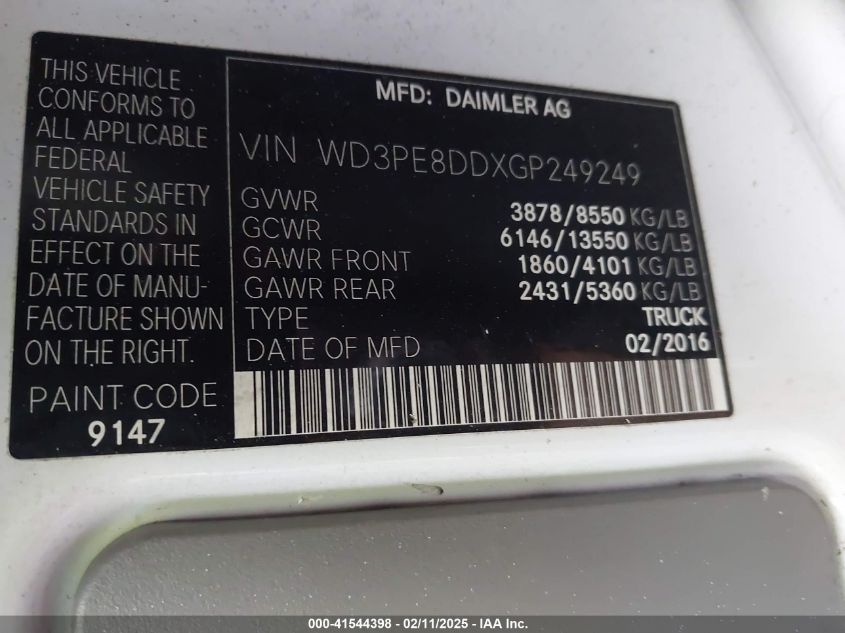 THIS VEHICLE
CONFORMS TO
ALL APPLICABLE
FEDERAL
VEHICLE SAFETY
STANDARDS IN
EFFECT ON THE
DATE OF MANU-
FACTURE SHOWN
ON THE RIGHT.
PAINT CODE
9147
MFD: DAIMLER AG
VIN WD3PE8DDXGP249249
GVWR 3878/8550 KG/LB
GCWR 6146/13550 KG/LB
GAWR FRONT 1860/4101 KG/LB
GAWR REAR 2431/5360 KG/LB
TYPE TRUCK
DATE OF MFD 02/2016
000-41544398 - 02/11/2025 - IAA Inc.